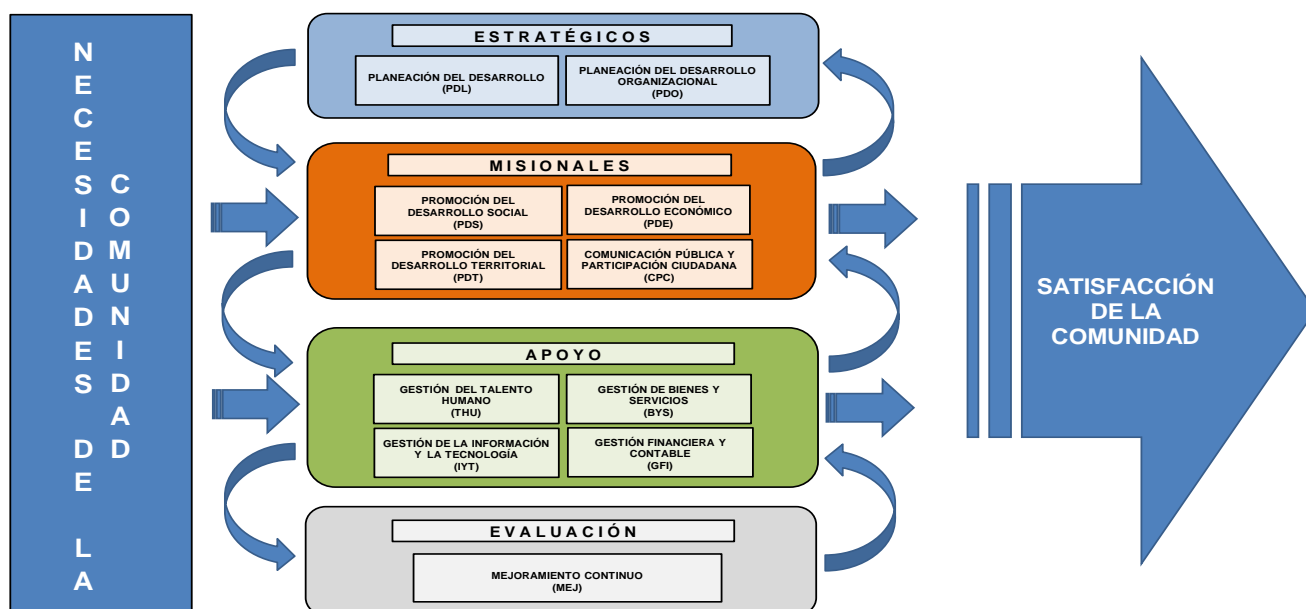 NECESIDADES DE LA
COMUNIDAD
ESTRATÉGICOS
PLANEACIÓN DEL DESARROLLO
(PDL)
PLANEACIÓN DEL DESARROLLO
ORGANIZACIONAL
(PDO)
MISIONALES
PROMOCIÓN DEL
DESARROLLO SOCIAL
(PDS)
PROMOCIÓN DEL
DESARROLLO ECONÓMICO
(PDE)
PROMOCIÓN DEL
DESARROLLO TERRITORIAL
(PDT)
COMUNICACIÓN PÚBLICA Y
PARTICIPACIÓN CIUDADANA
(CPC)
APOYO
GESTIÓN DEL TALENTO
HUMANO
(THU)
GESTIÓN DE BIENES Y
SERVICIOS
(BYS)
GESTIÓN DE LA INFORMACIÓN
Y LA TECNOLOGÍA
(IYT)
GESTIÓN FINANCIERA Y
CONTABLE
(GFI)
EVALUACIÓN
MEJORAMIENTO CONTINUO
(MEJ)
SATISFACCIÓN
DE LA
COMUNIDAD